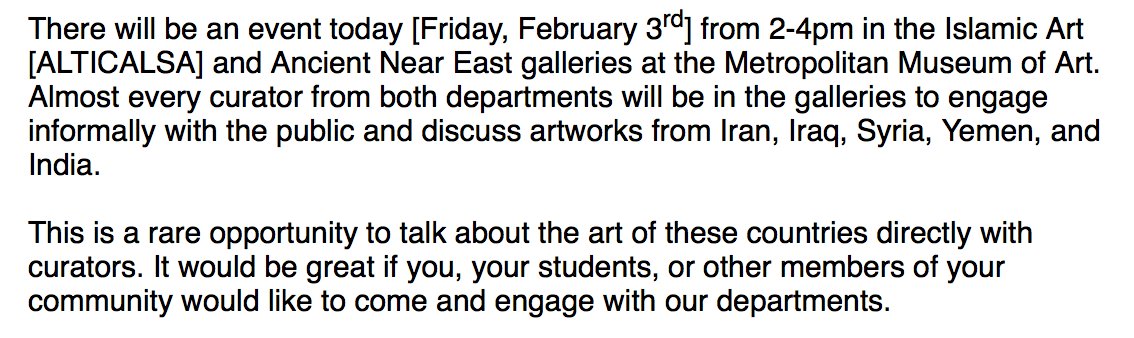 There will be an event today [Friday, February 3rd] from 2-4pm in the Islamic Art
[ALTICALSA] and Ancient Near East galleries at the Metropolitan Museum of Art.
Almost every curator from both departments will be in the galleries to engage
informally with the public and discuss artworks from Iran, Iraq, Syria, Yemen, and
India.
This is a rare opportunity to talk about the art of these countries directly with
curators. It would be great if you, your students, or other members of your
community would like to come and engage with our departments.